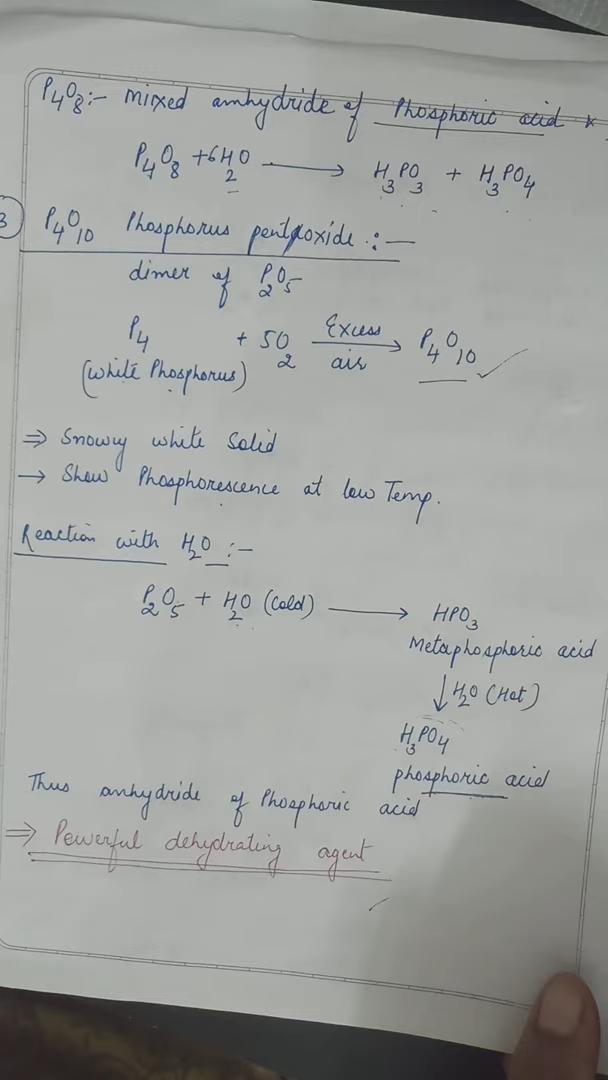 P₄O₈:- Mixed anhydride of Phosphoric acid x
P₄O₈ + 6H₂O ⟶ H₃PO₃ + H₃PO₄
3 P₄O₁₀ Phosphorus pentpoxide :—
dimer of P₂O₅
P₄ + 5O₂ Excess air → P₄O₁₀ ✓
(White Phosphorus)
⇒ Snowy white Solid
→ Show Phosphorescence at low Temp.
Reaction with H₂O :—
P₂O₅ + H₂O (Cold) ⟶ HPO₃
Metaphosphoric acid
↓ H₂O (Hot)
H₃PO₄
phosphoric acid
Thus anhydride of Phosphoric acid
⇒ Powerful dehydrating agent